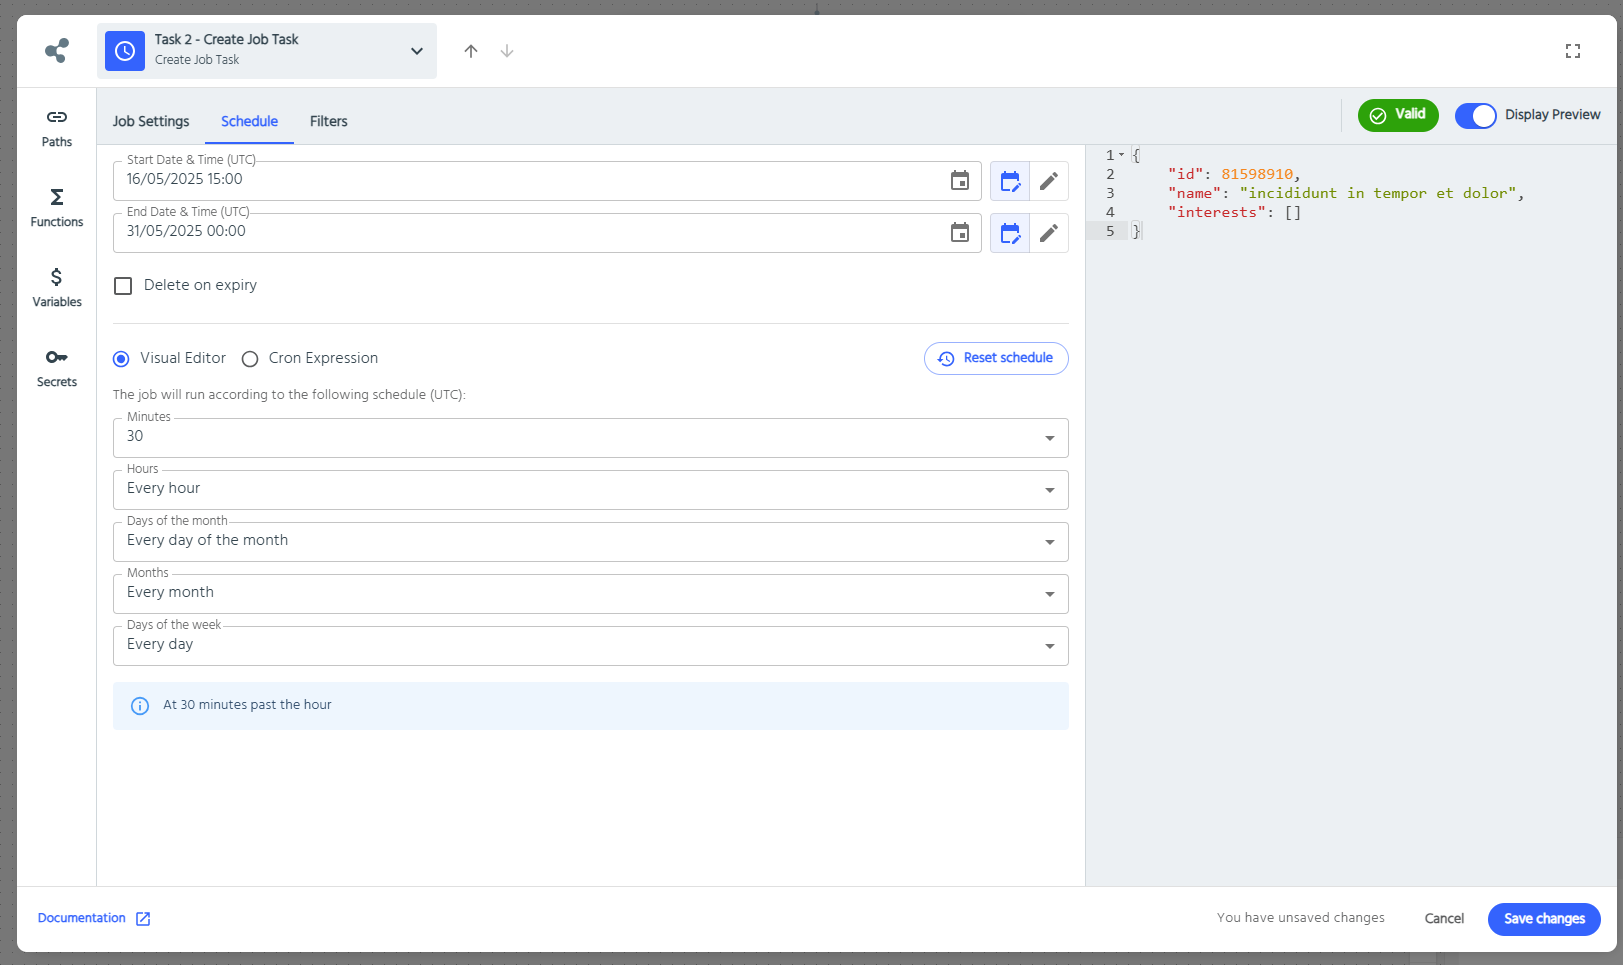 Task 2 - Create Job Task
Create Job Task
Paths
Functions
Variables
Secrets
Job Settings
Schedule
Filters
Valid
Display Preview
Start Date & Time (UTC)
16/05/2025 15:00
End Date & Time (UTC)
31/05/2025 00:00
Delete on expiry
Visual Editor
Cron Expression
Reset schedule
The job will run according to the following schedule (UTC):
Minutes
30
Hours
Every hour
Days of the month
Every day of the month
Months
Every month
Days of the week
Every day
At 30 minutes past the hour
1 {
2 "id": 81598910,
3 "name": "incididunt in tempor et dolor",
4 "interests": []
5 }
Documentation
You have unsaved changes
Cancel
Save changes